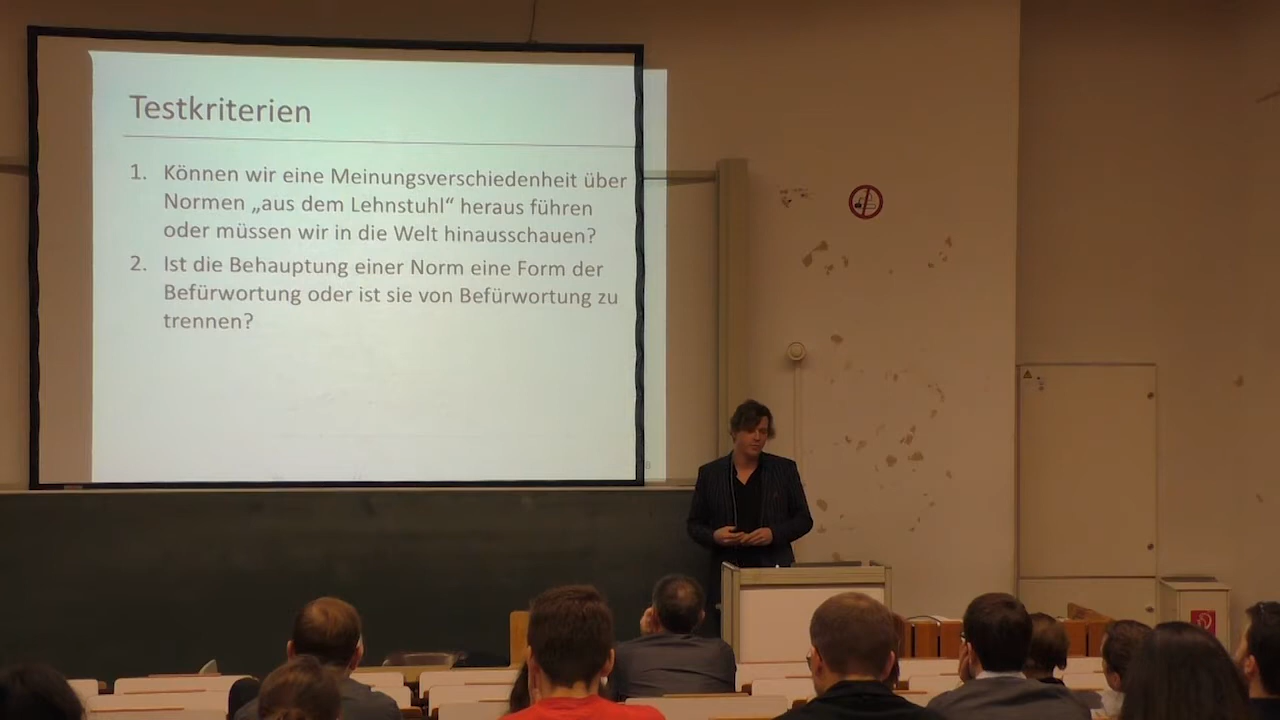 Testkriterien
1. Können wir eine Meinungsverschiedenheit über
Normen „aus dem Lehnstuhl“ heraus führen
oder müssen wir in die Welt hinausschauen?
2. Ist die Behauptung einer Norm eine Form der
Befürwortung oder ist sie von Befürwortung zu
trennen?